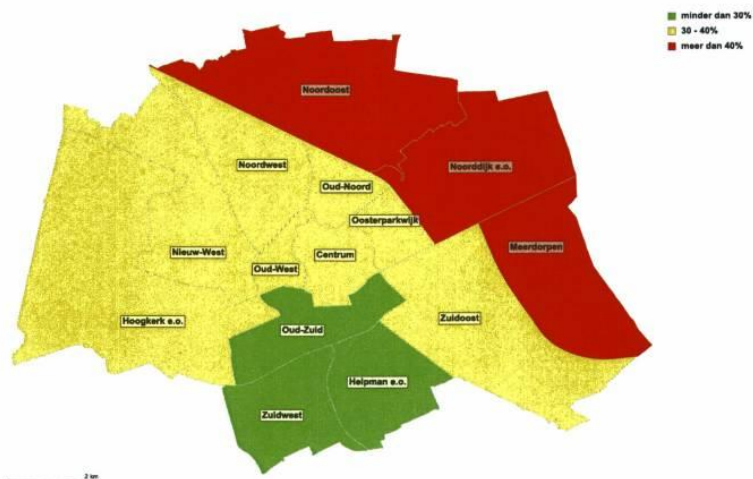 minder dan 30%
30 - 40%
meer dan 40%
Noordoost
Noorddijk e.o.
Noordwest
Oud-Noord
Oosterparkwijk
Meerdorpen
Nieuw-West
Centrum
Oud-West
Hoogkerk e.o.
Zuidoost
Oud-Zuid
Helpman e.o.
Zuidwest
2 km